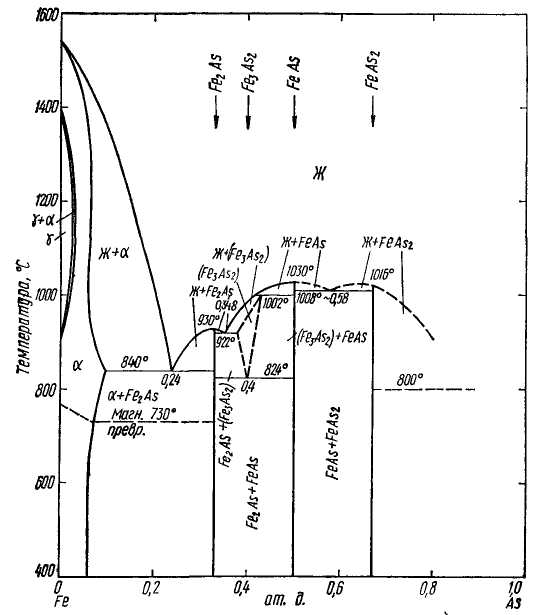 1600
1400
1200
1000
800
600
400
Температура, °С
Fe₂As
Fe₃As₂
FeAs
FeAs₂
Ж
γ+α
γ
Ж+α
Ж+(Fe₃As₂)
Ж+FeAs
Ж+FeAs₂
(Fe₃As₂)
1030°
1016°
Ж+Fe₂As
0,348
1002°
1008°
~0,58
930°
922°
(Fe₃As₂)+FeAs
α
840°
0,24
824°
0,4
800°
α+Fe₂As
Магн. 730°
превр.
Fe₂As+(Fe₃As₂)
Fe₂As+FeAs
FeAs+FeAs₂
0
0,2
0,4
0,6
0,8
1,0
Fe
ат. д.
As